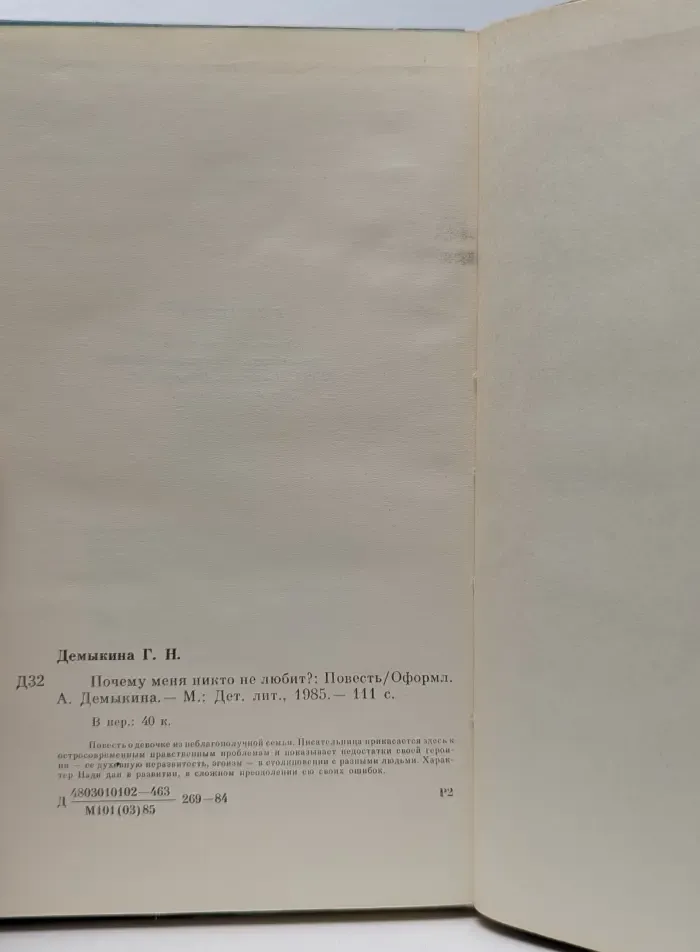 Демыкина Г. Н.
Д32 Почему меня никто не любит?: Повесть/Оформл.
А. Демыкина.— М.: Дет. лит., 1985.— 111 с.
В пер.: 40 к.
Повесть о девочке из неблагополучной семьи. Писательница прикасается здесь к
остросовременным нравственным проблемам и показывает недостатки своей герои-
ни — ее духовную неразвитость, эгоизм — в столкновении с разными людьми. Харак-
тер Нади дан в развитии, в сложном преодолении ею своих ошибок.
Д 4803010102—463 269—84 Р2
М101(03)85